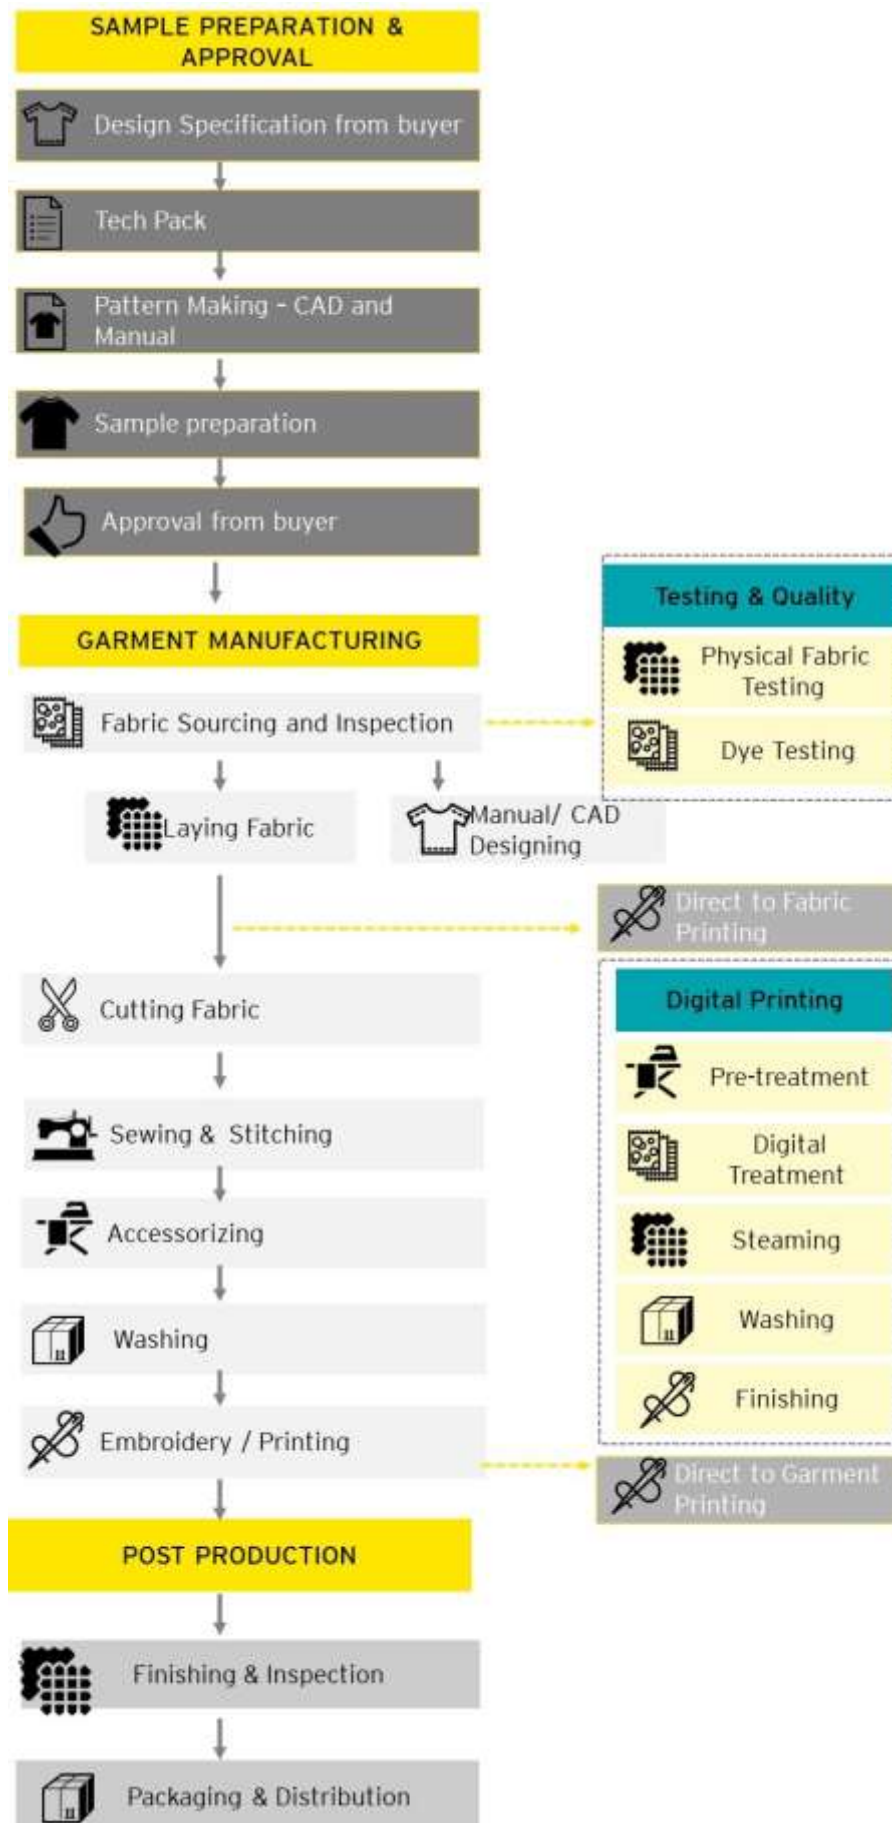 SAMPLE PREPARATION &
APPROVAL
Design Specification from buyer
Tech Pack
Pattern Making - CAD and
Manual
Sample preparation
Approval from buyer
GARMENT MANUFACTURING
Fabric Sourcing and Inspection
Laying Fabric
Manual/ CAD
Designing
Cutting Fabric
Sewing & Stitching
Accessorizing
Washing
Embroidery / Printing
POST PRODUCTION
Finishing & Inspection
Packaging & Distribution
Testing & Quality
Physical Fabric
Testing
Dye Testing
Direct to Fabric
Printing
Digital Printing
Pre-treatment
Digital
Treatment
Steaming
Washing
Finishing
Direct to Garment
Printing